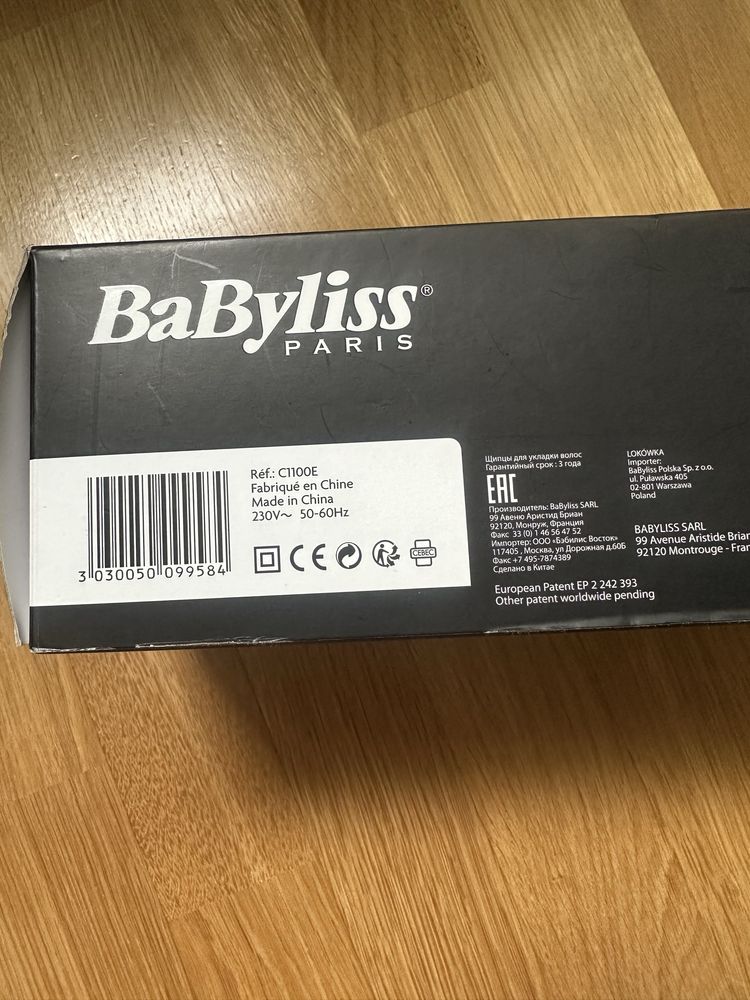 BaByliss®
PARIS
Réf.: C1100E
Fabriqué en Chine
Made in China
230V~ 50-60Hz
3 030050 099584
CE
CEBEC
Щипцы для укладки волос
Гарантийный срок : 3 года
EAC
Производитель: BaByliss SARL
99 Авеню Аристид Бриан
92120, Монруж, Франция
Факс 33 (0) 1 46 56 47 52
Импортер: ООО «Бэбилис Восток»
117405 , Москва, ул Дорожная д.60Б
Факс +7 495-7874389
Сделано в Китае
LOKÓWKA
Importer:
BaByliss Polska Sp. z o.o.
ul. Puławska 405
02-801 Warszawa
Poland
BABYLISS SARL
99 Avenue Aristide Brian
92120 Montrouge - Fran
European Patent EP 2 242 393
Other patent worldwide pending